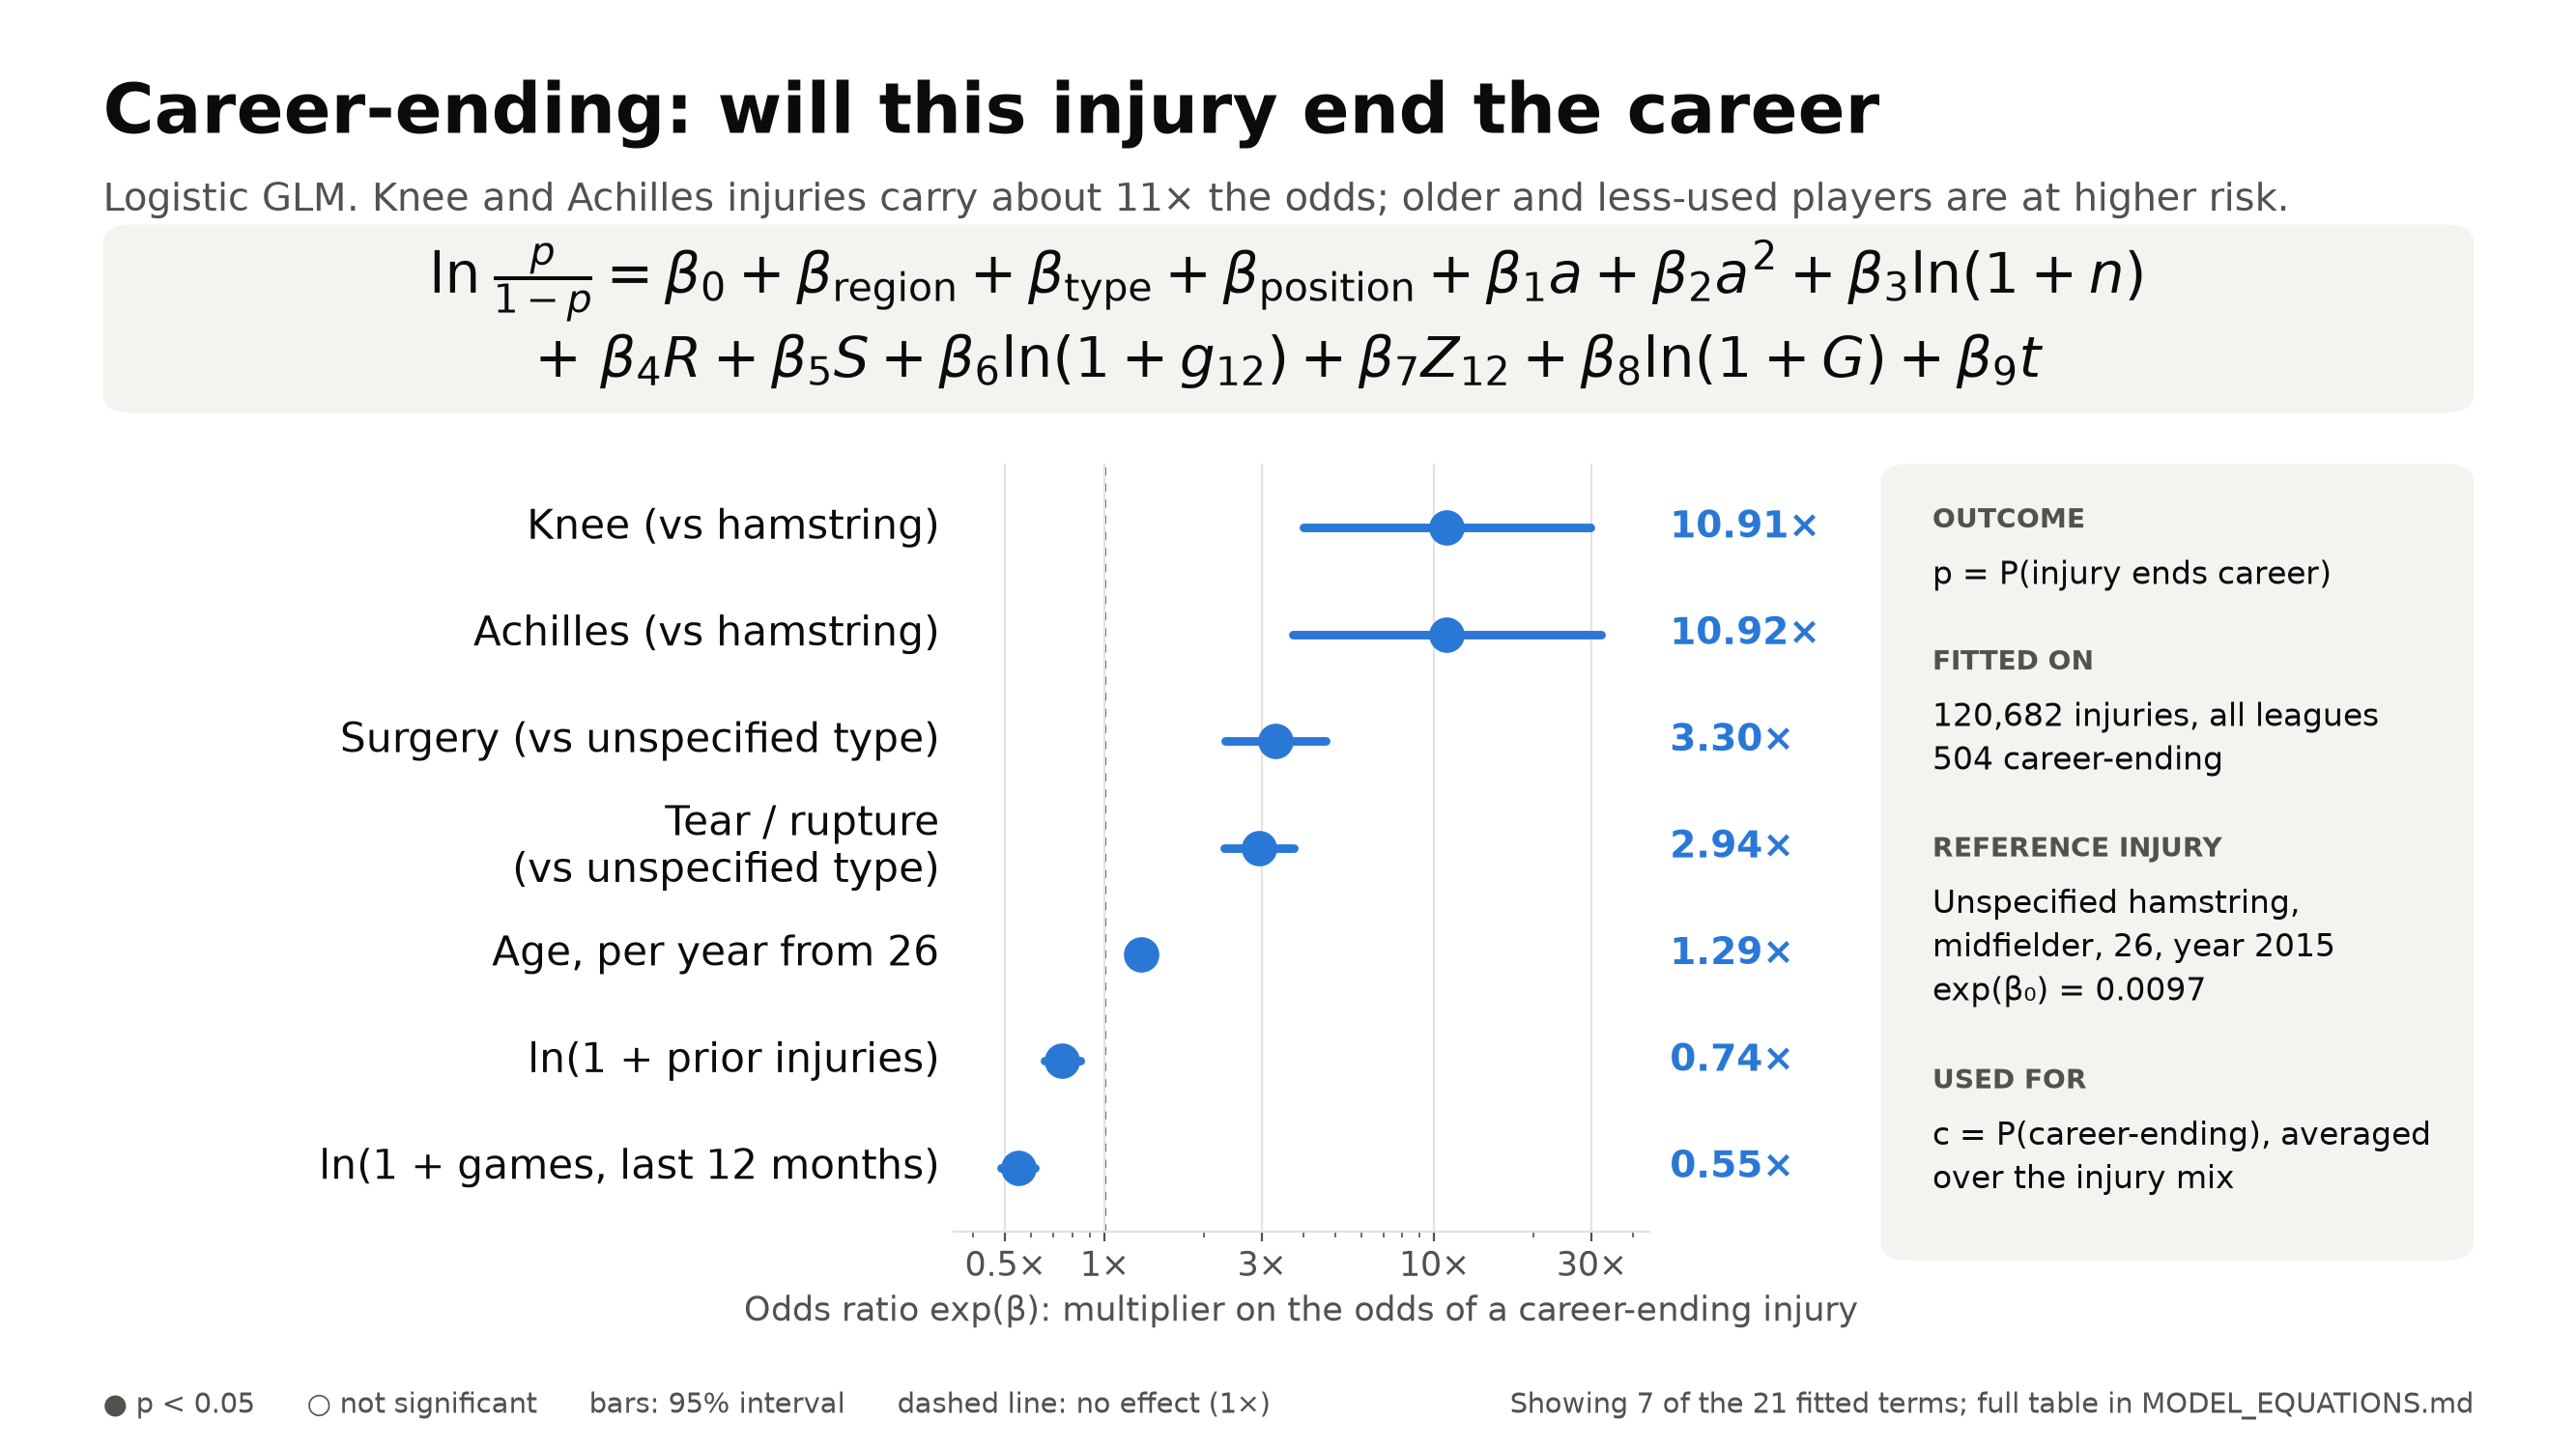 Career-ending: will this injury end the career
Logistic GLM. Knee and Achilles injuries carry about 11× the odds; older and less-used players are at higher risk.
ln p/(1 − p) = β₀ + β_region + β_type + β_position + β₁a + β₂a² + β₃ln(1 + n)
+ β₄R + β₅S + β₆ln(1 + g₁₂) + β₇Z₁₂ + β₈ln(1 + G) + β₉t
Knee (vs hamstring) 10.91×
Achilles (vs hamstring) 10.92×
Surgery (vs unspecified type) 3.30×
Tear / rupture
(vs unspecified type) 2.94×
Age, per year from 26 1.29×
ln(1 + prior injuries) 0.74×
ln(1 + games, last 12 months) 0.55×
0.5× 1× 3× 10× 30×
Odds ratio exp(β): multiplier on the odds of a career-ending injury
OUTCOME
p = P(injury ends career)
FITTED ON
120,682 injuries, all leagues
504 career-ending
REFERENCE INJURY
Unspecified hamstring,
midfielder, 26, year 2015
exp(β₀) = 0.0097
USED FOR
c = P(career-ending), averaged
over the injury mix
● p < 0.05 ○ not significant bars: 95% interval dashed line: no effect (1×)
Showing 7 of the 21 fitted terms; full table in MODEL_EQUATIONS.md